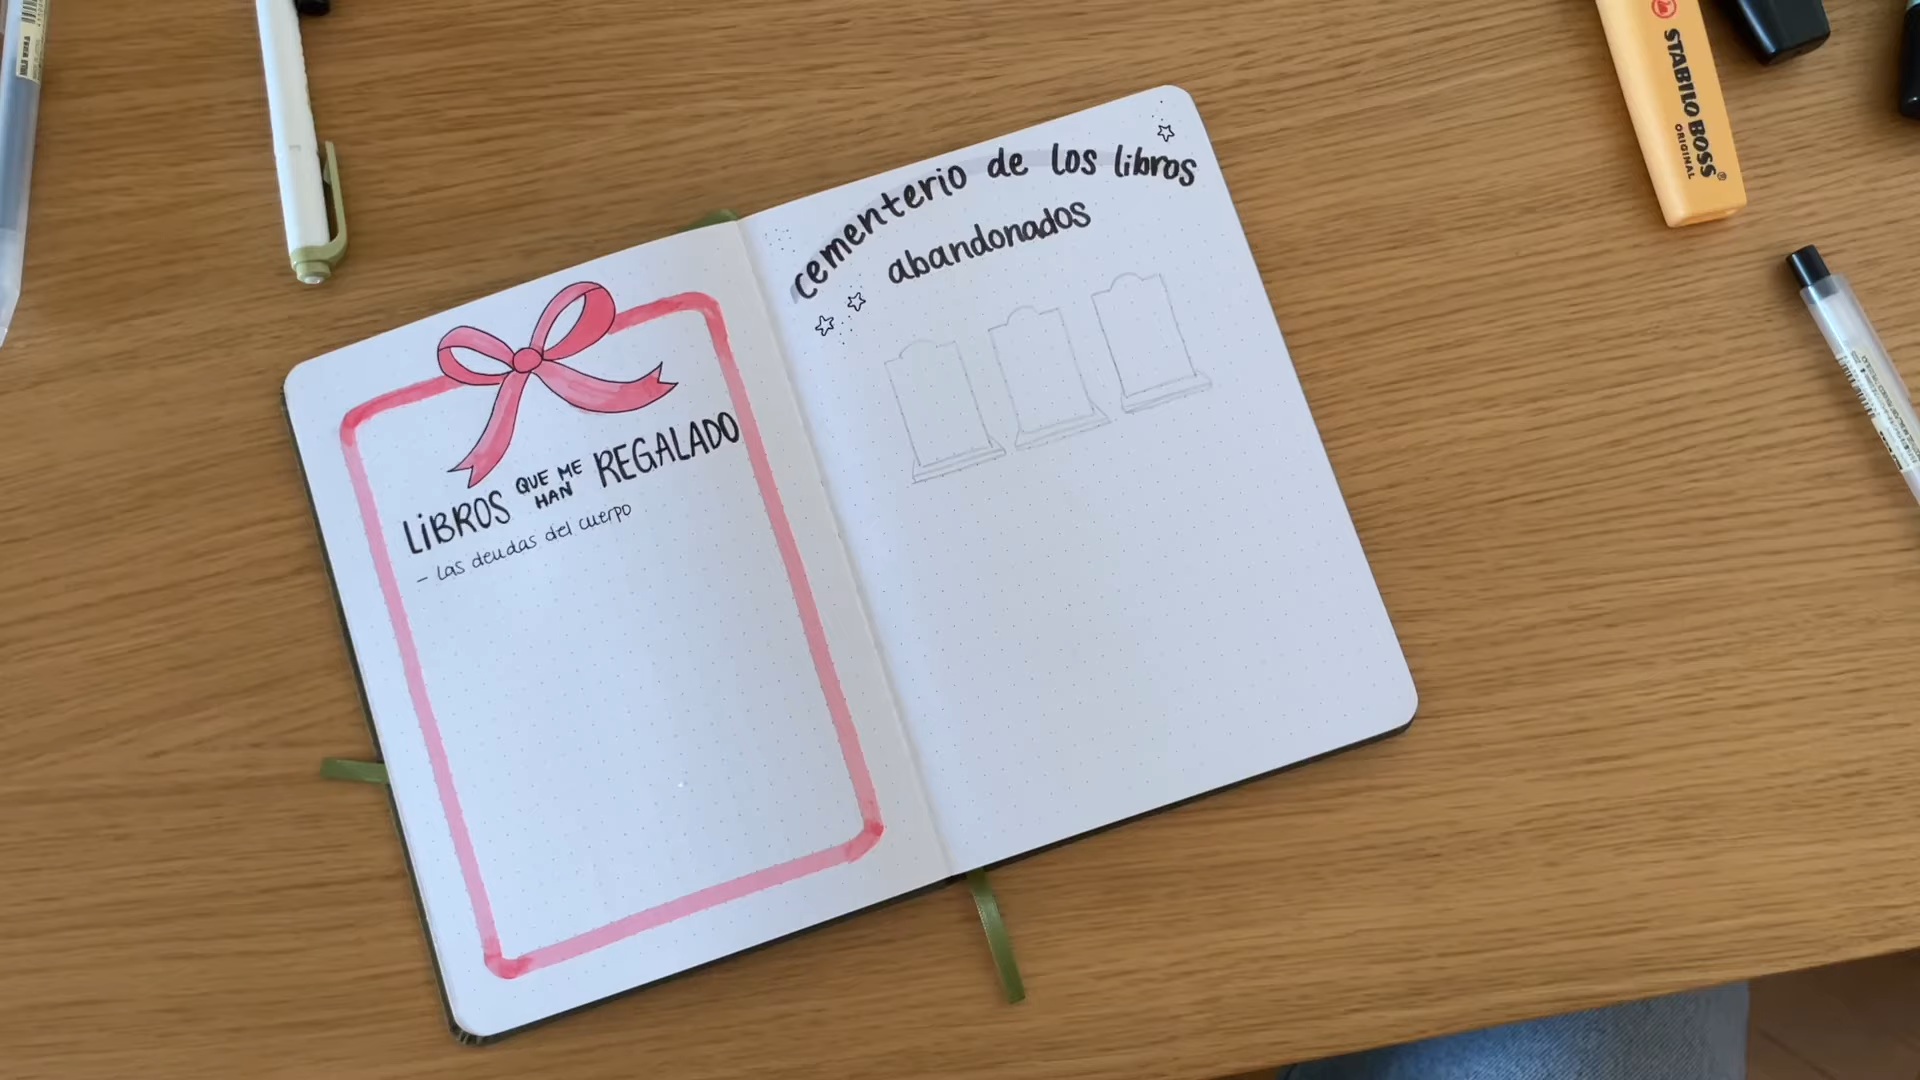 LiBROS QUE ME HAN REGALADO
- Las deudas del cuerpo
cementerio de los libros
abandonados
STABILO BOSS®
ORIGINAL